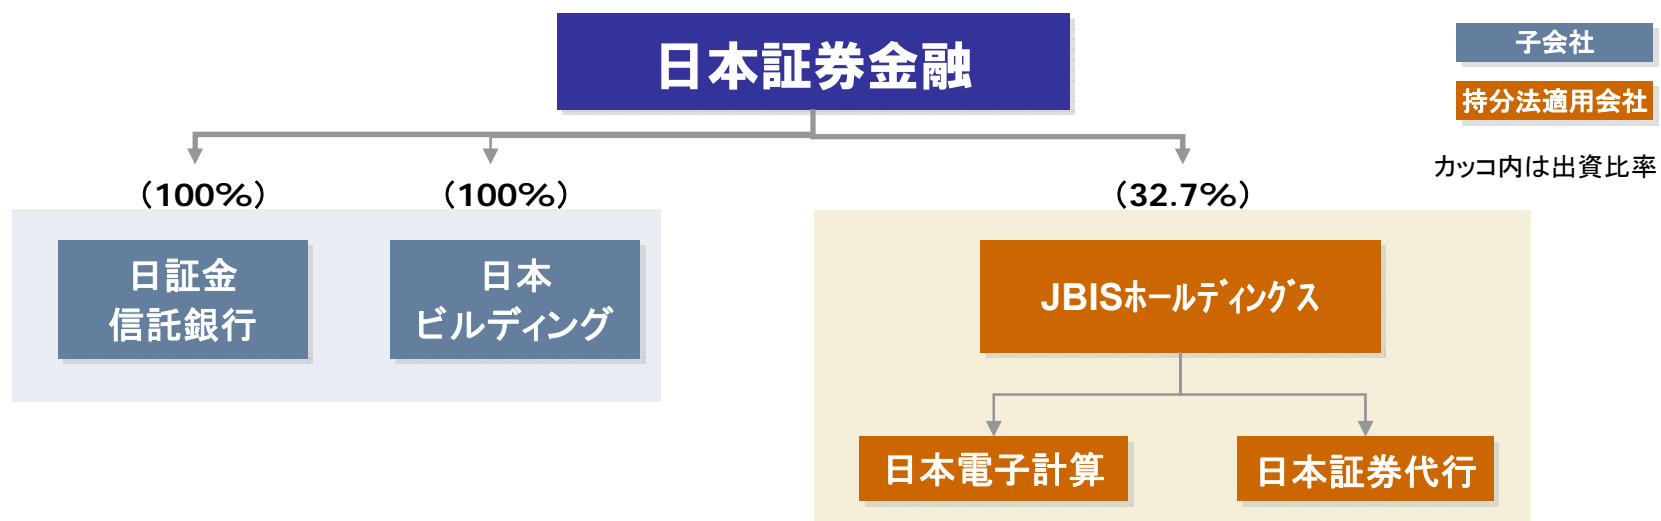 日本証券金融
子会社
持分法適用会社
カッコ内は出資比率
（100%）
（100%）
（32.7%）
日証金
信託銀行
日本
ビルディング
JBISホールディングス
日本電子計算
日本証券代行